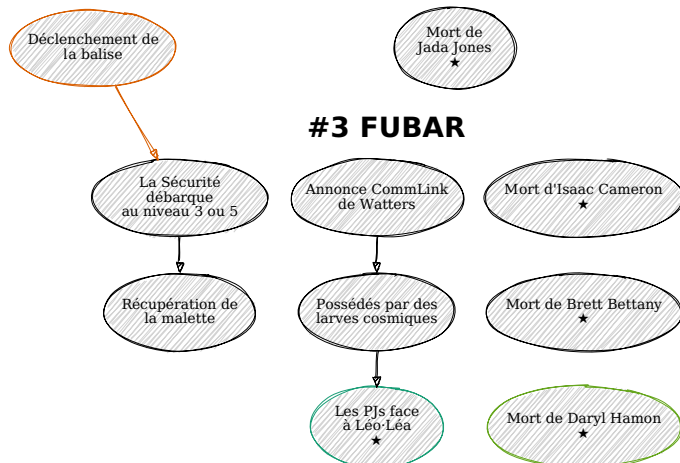 Déclenchement de
la balise
Mort de
Jada Jones
★
#3 FUBAR
La Sécurité
débarque
au niveau 3 ou 5
Annonce CommLink
de Watters
Mort d'Isaac Cameron
★
Récupération de
la malette
Possédés par des
larves cosmiques
Mort de Brett Bettany
★
Les PJs face
à Léo·Léa
★
Mort de Daryl Hamon
★